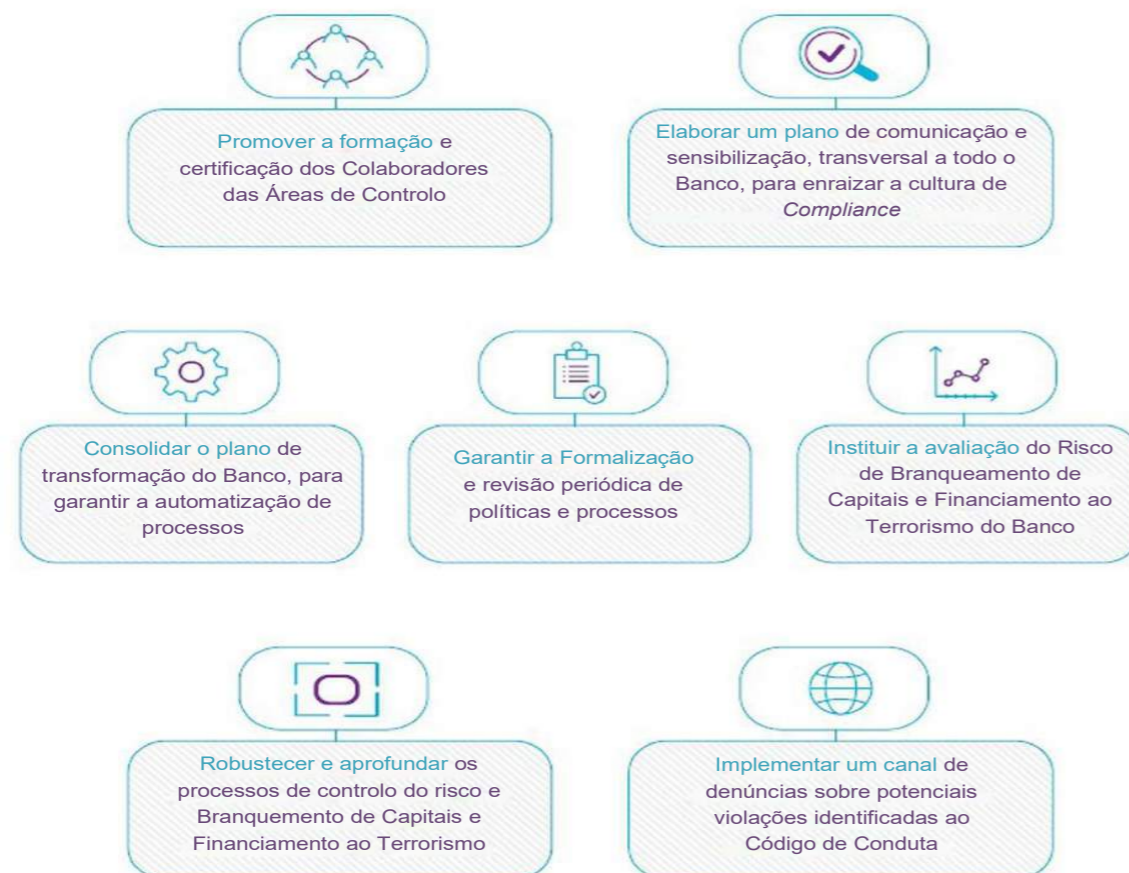 Promover a formação e
certificação dos Colaboradores
das Áreas de Controlo
Elaborar um plano de comunicação e
sensibilização, transversal a todo o
Banco, para enraizar a cultura de
Compliance
Consolidar o plano de
transformação do Banco, para
garantir a automatização de
processos
Garantir a Formalização
e revisão periódica de
políticas e processos
Instituir a avaliação do Risco
de Branqueamento de
Capitais e Financiamento ao
Terrorismo do Banco
Robustecer e aprofundar os
processos de controlo do risco e
Branquemento de Capitais e
Financiamento ao Terrorismo
Implementar um canal de
denúncias sobre potenciais
violações identificadas ao
Código de Conduta